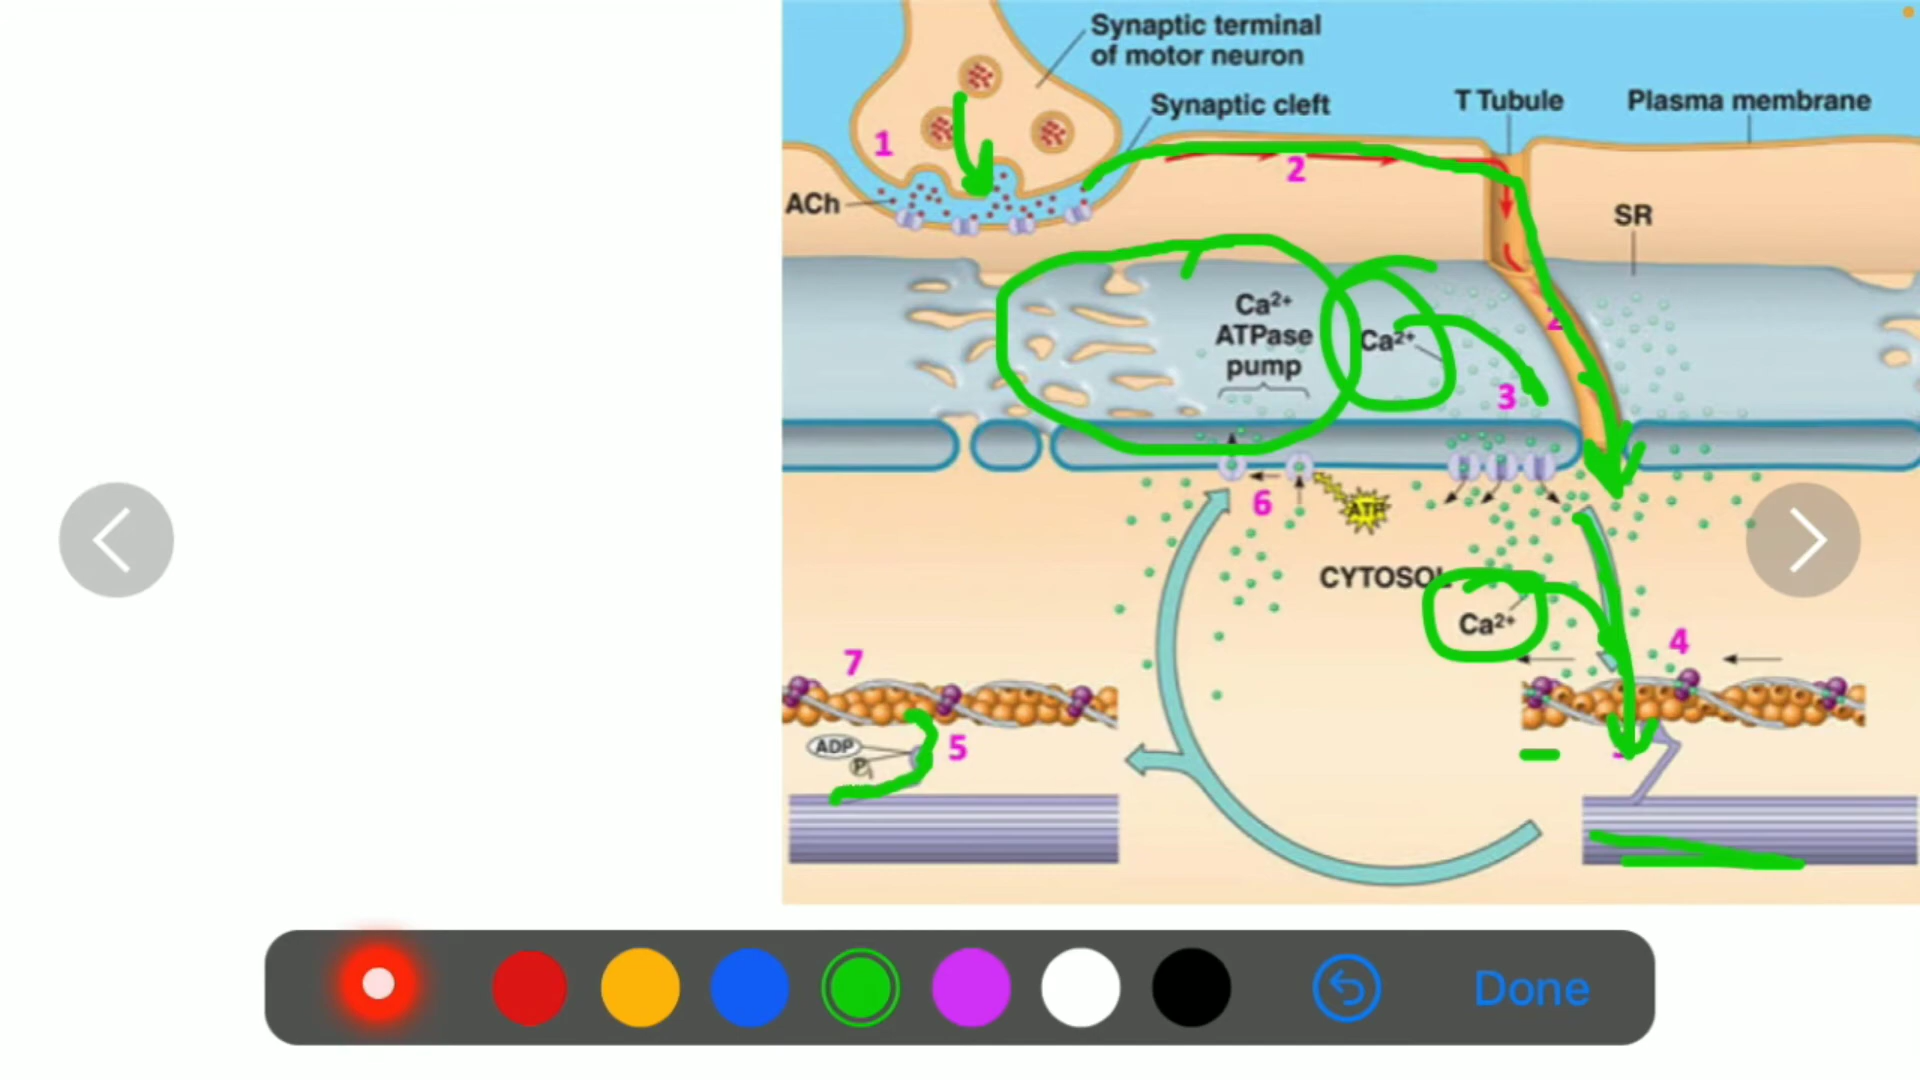 Synaptic terminal
of motor neuron
Synaptic cleft
T Tubule
Plasma membrane
1
2
ACh
SR
Ca2+
ATPase
pump
Ca2+
2
3
6
ATP
CYTOSOL
Ca2+
4
7
ADP
Pi
5
Done